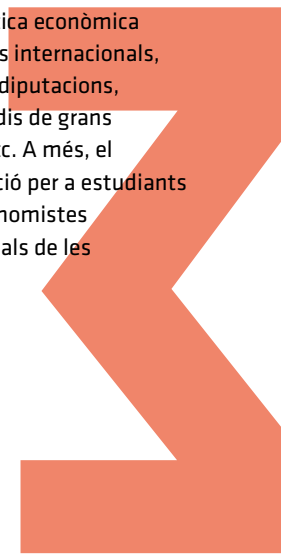 ica econòmica
s internacionals,
diputacions,
dis de grans
c. A més, el
ció per a estudiants
nomistes
als de les